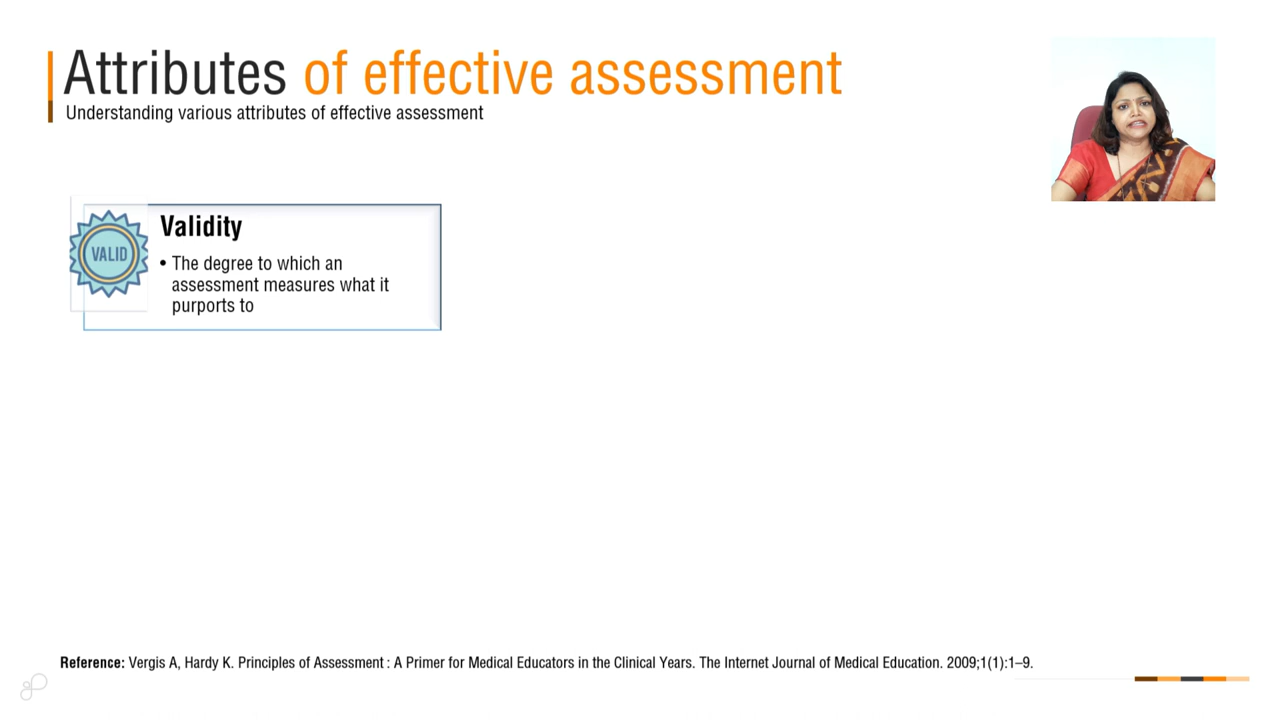 Attributes of effective assessment
Understanding various attributes of effective assessment
VALID
Validity
• The degree to which an
assessment measures what it
purports to
Reference: Vergis A, Hardy K. Principles of Assessment : A Primer for Medical Educators in the Clinical Years. The Internet Journal of Medical Education. 2009;1(1):1–9.